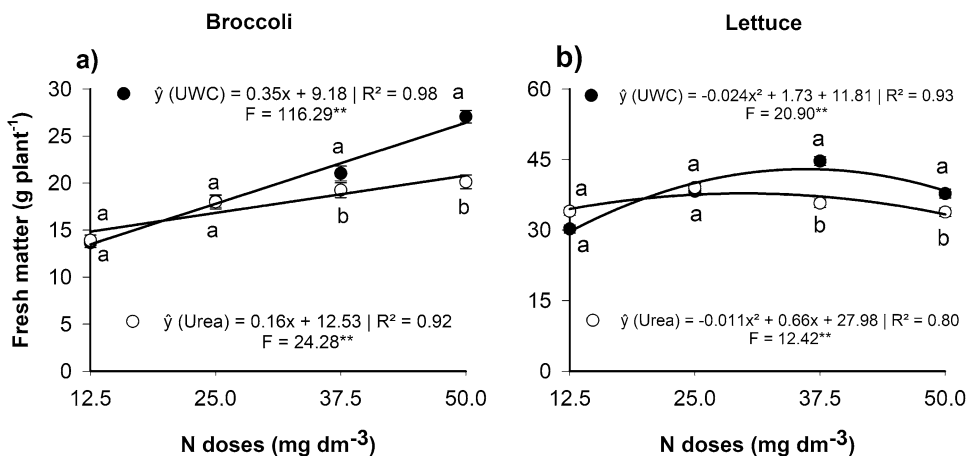 Broccoli
a)
30
25
20
15
10
5
0
Fresh matter (g plant⁻¹)
ŷ (UWC) = 0.35x + 9.18 | R² = 0.98
F = 116.29**
a
a
a
a
a
a
b
b
ŷ (Urea) = 0.16x + 12.53 | R² = 0.92
F = 24.28**
12.5 25.0 37.5 50.0
N doses (mg dm⁻³)
Lettuce
b)
60
45
30
15
0
ŷ (UWC) = -0.024x² + 1.73 + 11.81 | R² = 0.93
F = 20.90**
a
a
a
a
a
a
b
b
ŷ (Urea) = -0.011x² + 0.66x + 27.98 | R² = 0.80
F = 12.42**
12.5 25.0 37.5 50.0
N doses (mg dm⁻³)